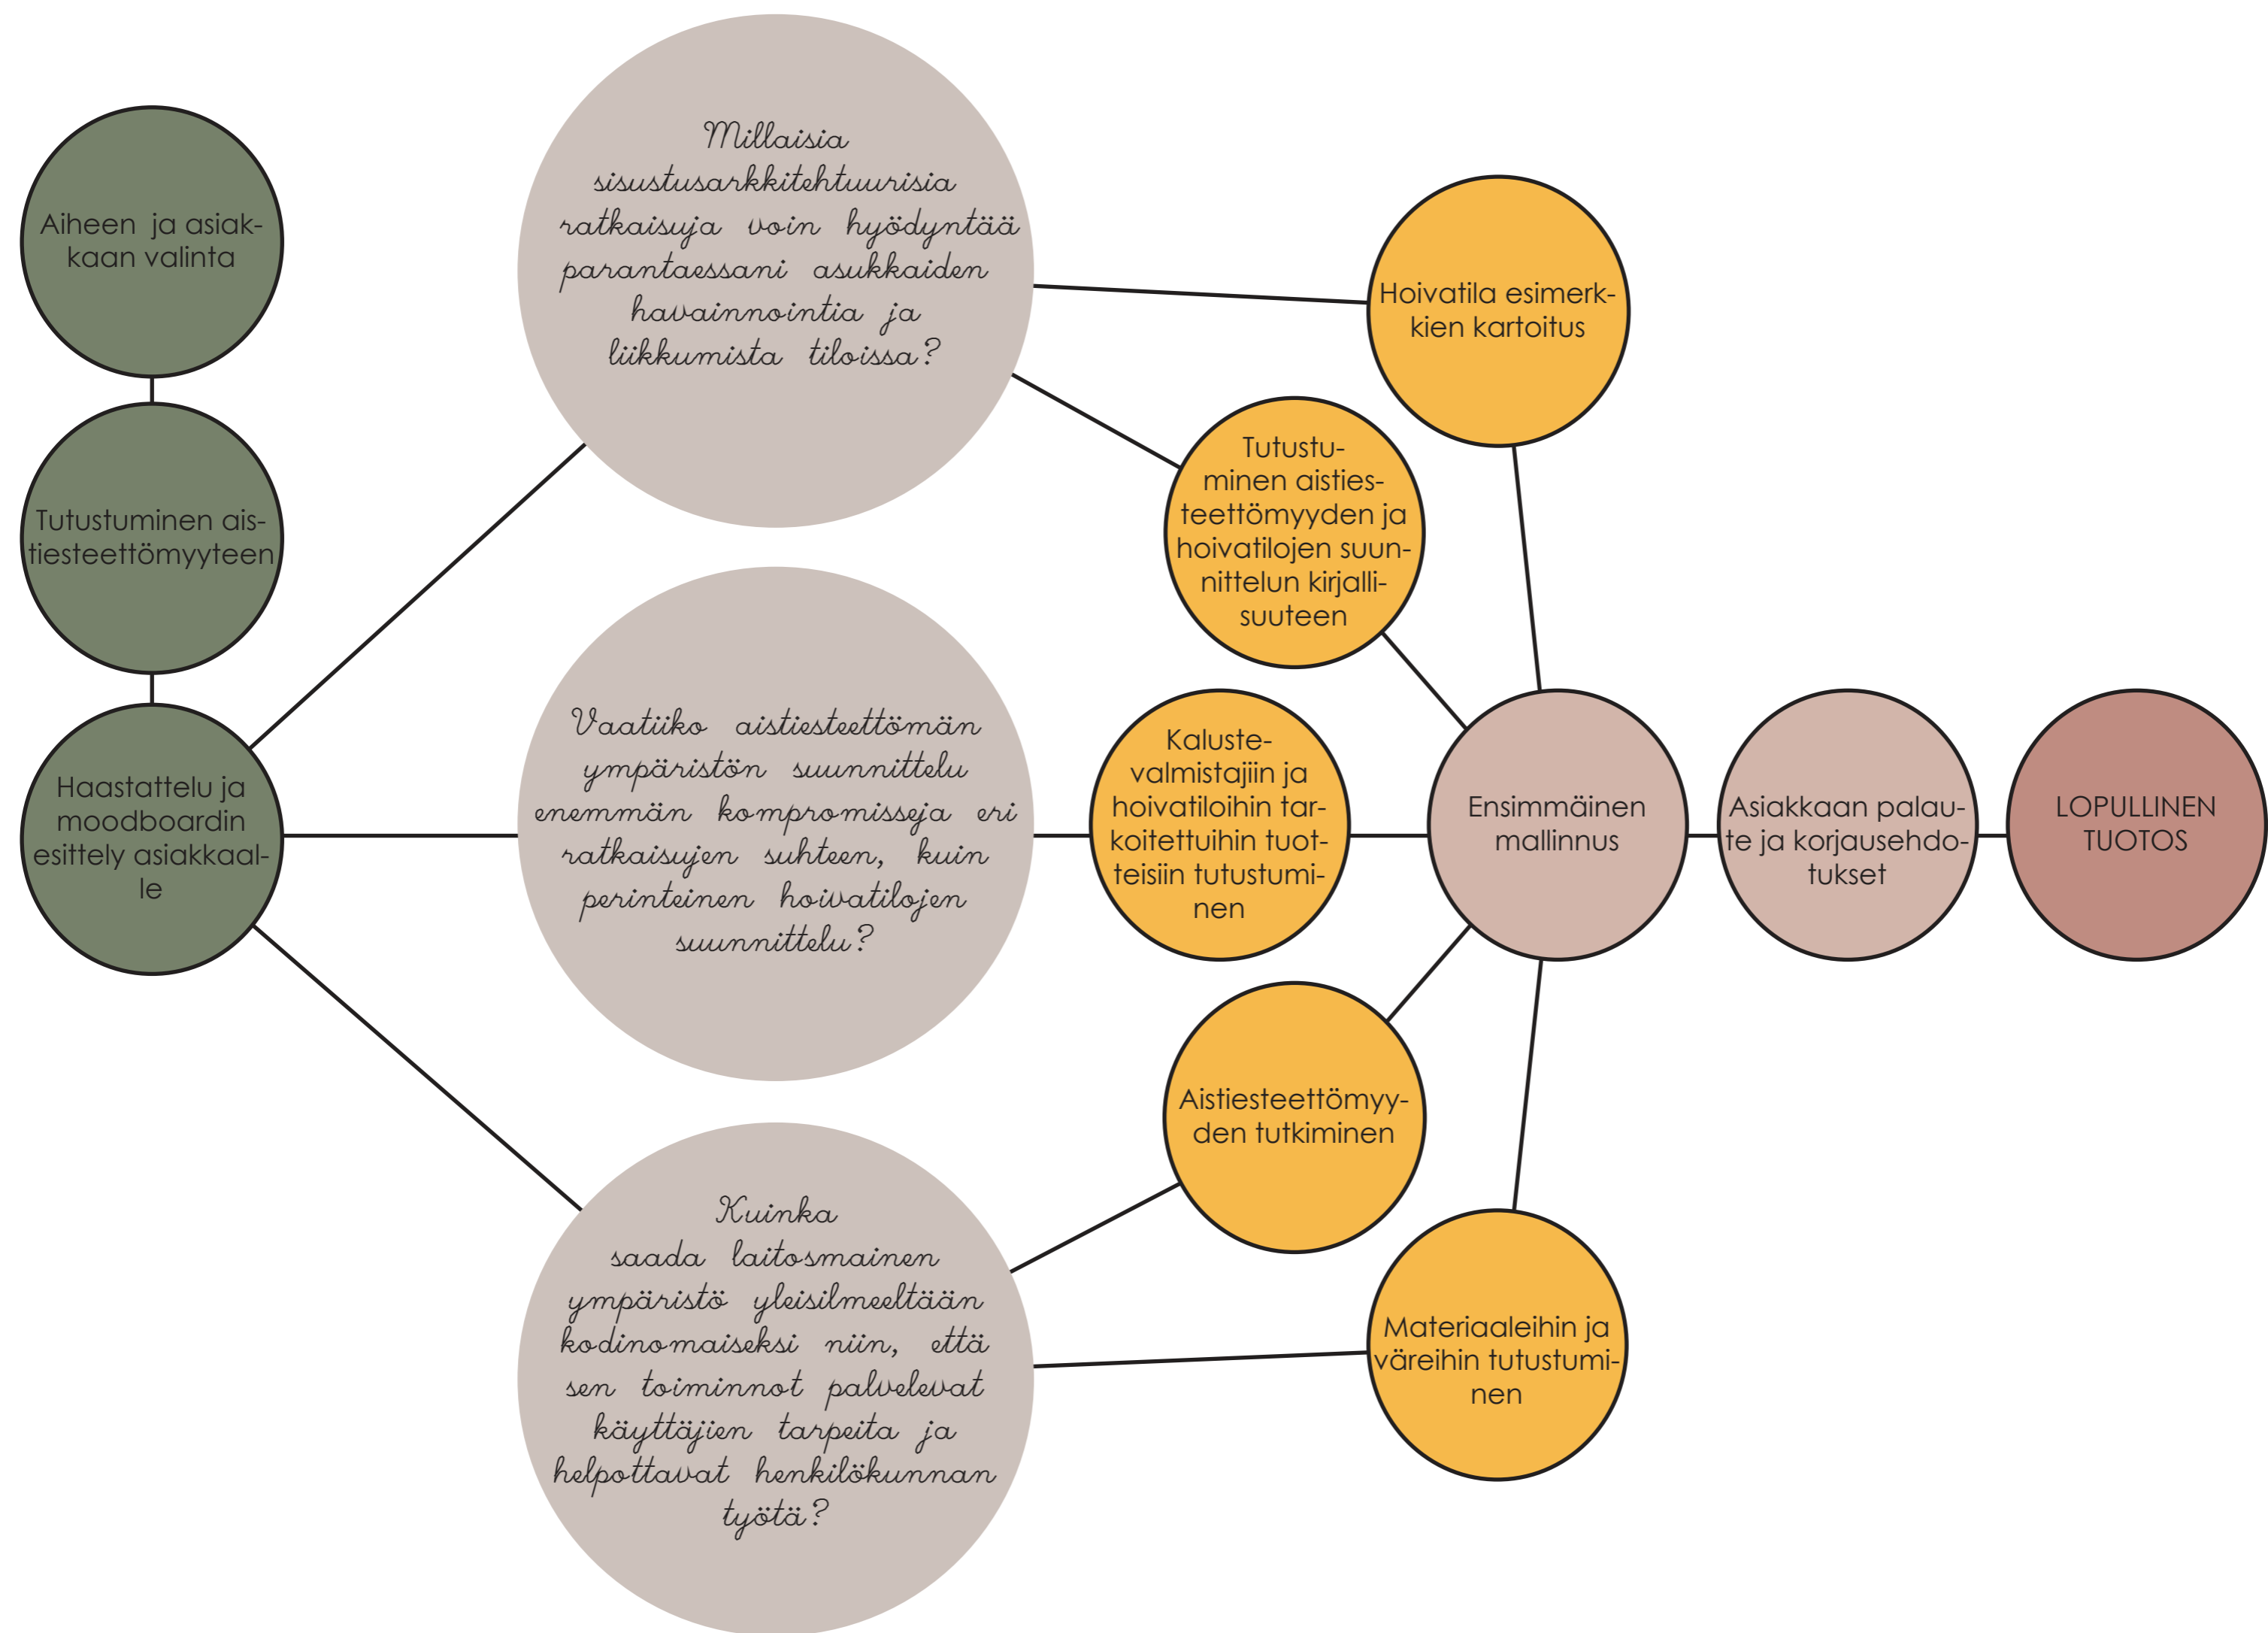 Aiheen ja asiak-
kaan valinta
Tutustuminen ais-
tiesteettömyyteen
Haastattelu ja
moodboardin
esittely asiakkaal-
le
Millaisia
sisustusarkkitehtuurisia
ratkaisuja voin hyödyntää
parantaessani asukkaiden
havainnointia ja
liikkumista tiloissa?
Vaatiiko aistiesteettömän
ympäristön suunnittelu
enemmän kompromisseja eri
ratkaisujen suhteen, kuin
perinteinen hoivatilojen
suunnittelu?
Kuinka
saada laitosmainen
ympäristö yleisilmeeltään
kodinomaiseksi niin, että
sen toiminnot palvelevat
käyttäjien tarpeita ja
helpottavat henkilökunnan
työtä?
Hoivatila esimerk-
kien kartoitus
Tutustu-
minen aisties-
teettömyyden ja
hoivatilojen suun-
nittelun kirjalli-
suuteen
Kaluste-
valmistajiin ja
hoivatiloihin tar-
koitettuihin tuot-
teisiin tutustumi-
nen
Aistiesteettömyy-
den tutkiminen
Materiaaleihin ja
väreihin tutustumi-
nen
Ensimmäinen
mallinnus
Asiakkaan palau-
te ja korjausehdo-
tukset
LOPULLINEN
TUOTOS